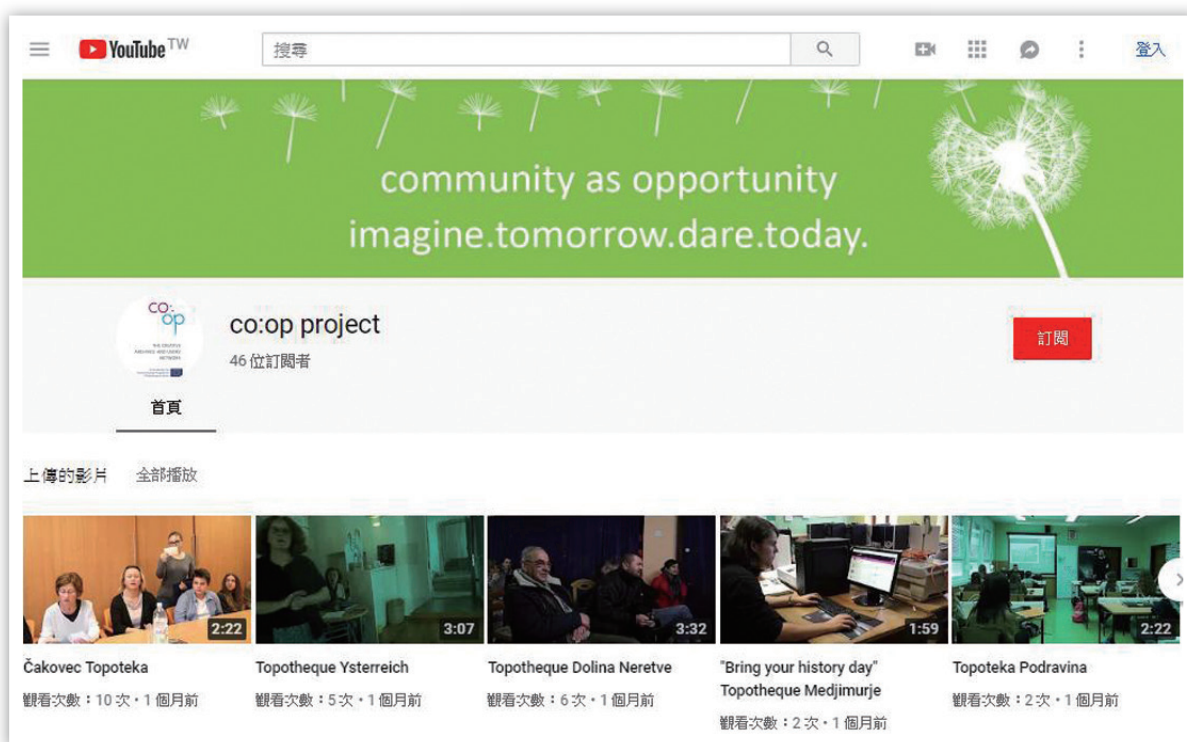 YouTube TW
搜尋
登入
community as opportunity
imagine.tomorrow.dare.today.
co:op
co:op project
46 位訂閱者
訂閱
首頁
上傳的影片 全部播放
2:22 3:07 3:32 1:59 2:22
Čakovec Topoteka
觀看次數：10 次・1 個月前
Topotheque Ysterreich
觀看次數：5 次・1 個月前
Topotheque Dolina Neretve
觀看次數：6 次・1 個月前
"Bring your history day"
Topotheque Medjimurje
觀看次數：2 次・1 個月前
Topoteka Podravina
觀看次數：2 次・1 個月前